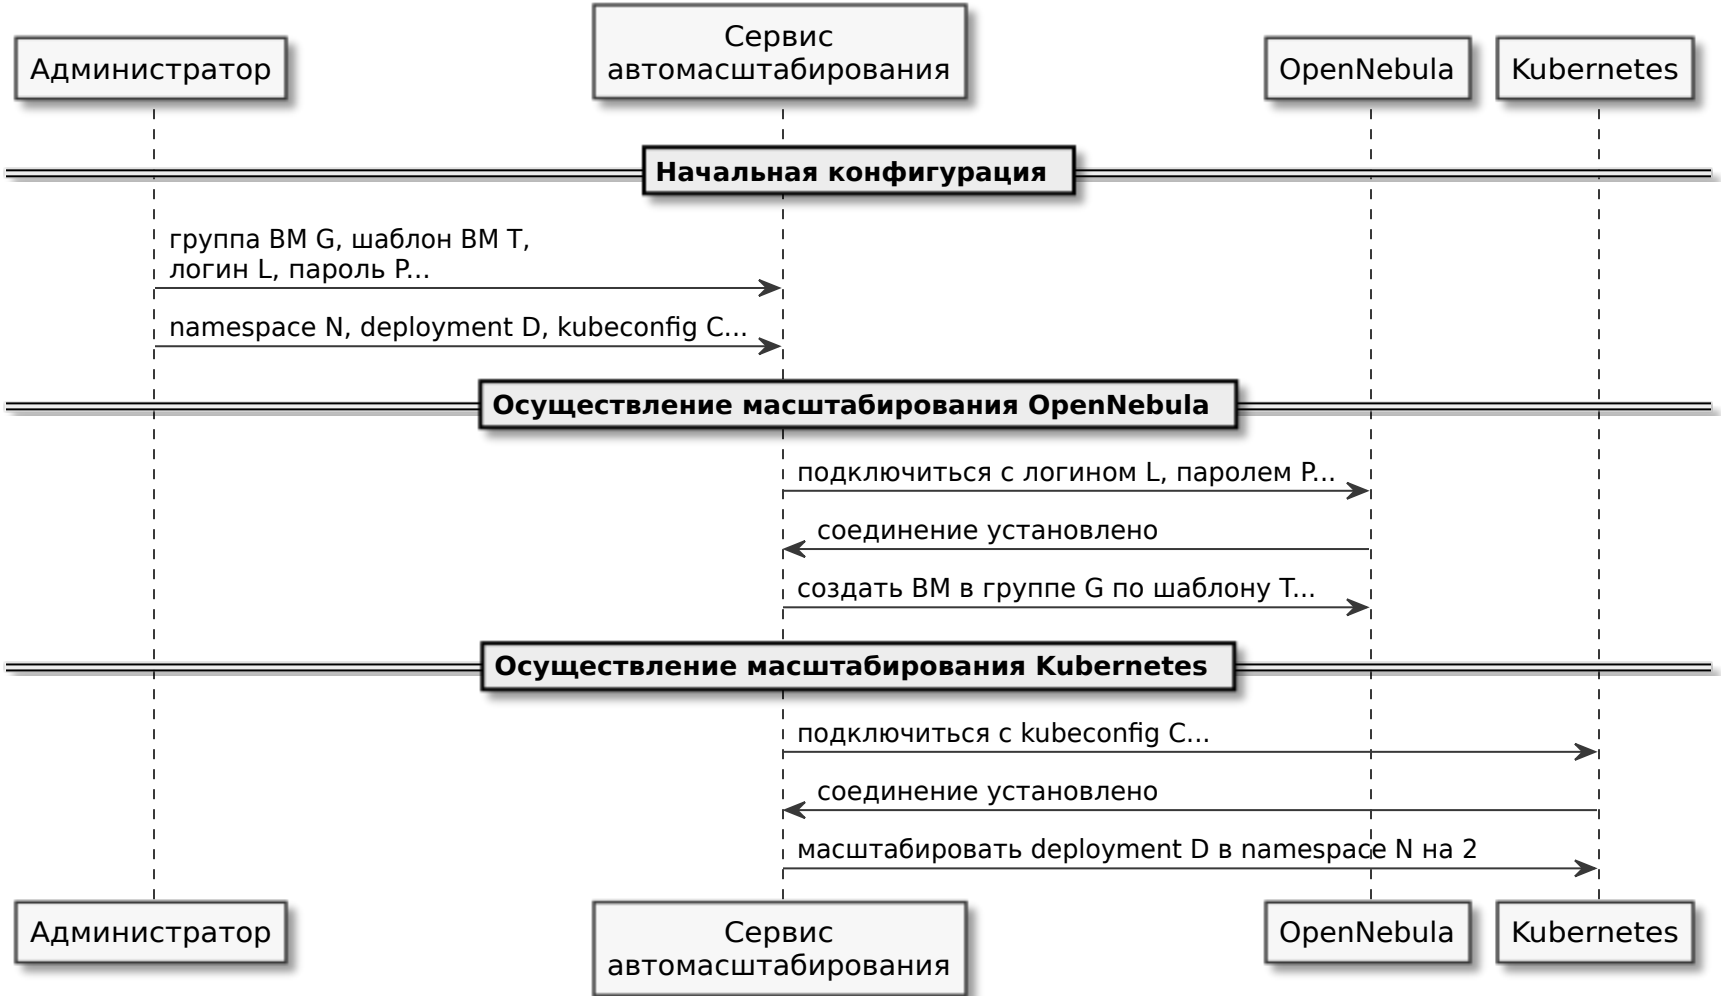 Администратор
Сервис
автомасштабирования
OpenNebula
Kubernetes
Начальная конфигурация
группа ВМ G, шаблон ВМ T,
логин L, пароль P...
namespace N, deployment D, kubeconfig C...
Осуществление масштабирования OpenNebula
подключиться с логином L, паролем P...
соединение установлено
создать ВМ в группе G по шаблону T...
Осуществление масштабирования Kubernetes
подключиться с kubeconfig C...
соединение установлено
масштабировать deployment D в namespace N на 2
Администратор
Сервис
автомасштабирования
OpenNebula
Kubernetes